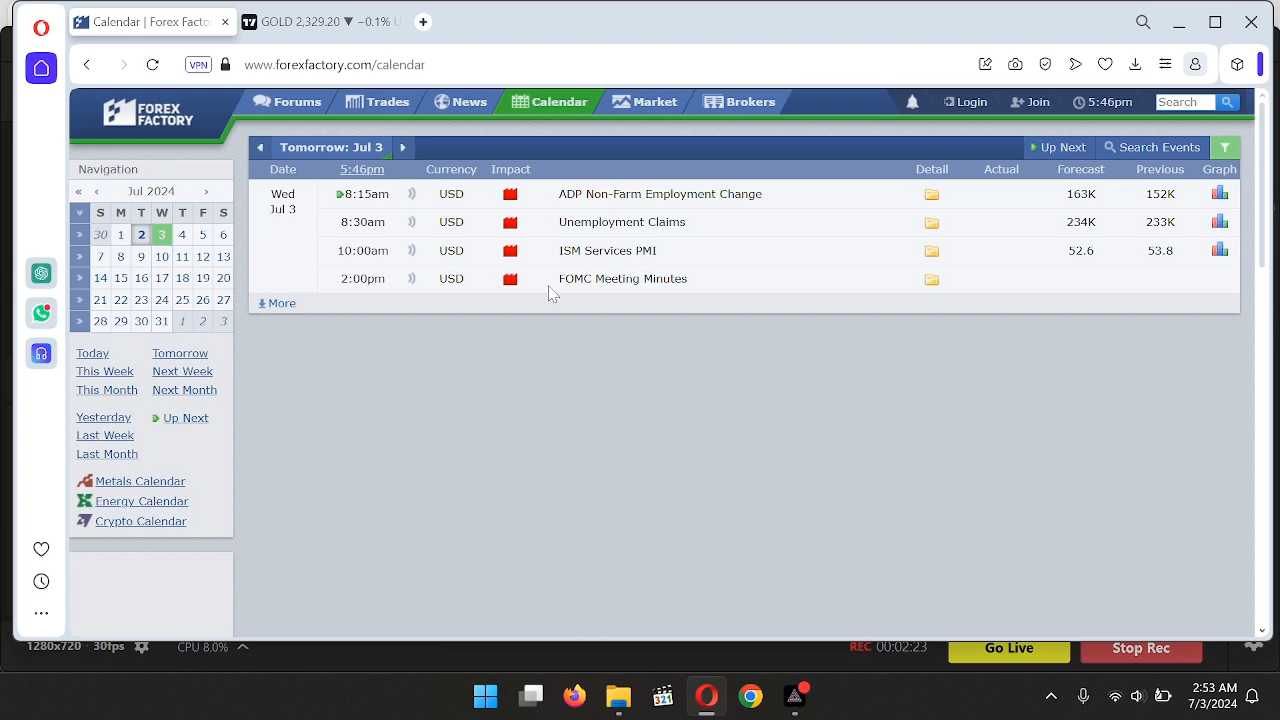 Calendar | Forex Facto
GOLD 2,329.20 ▼ −0.1% U
VPN
www.forexfactory.com/calendar
FOREX FACTORY
Forums
Trades
News
Calendar
Market
Brokers
Login
Join
5:46pm
Search
Navigation
« ‹ Jul 2024 ›
S M T W T F S
30 1 2 3 4 5 6
7 8 9 10 11 12 13
14 15 16 17 18 19 20
21 22 23 24 25 26 27
28 29 30 31 1 2 3
Today Tomorrow
This Week Next Week
This Month Next Month
Yesterday Up Next
Last Week
Last Month
Metals Calendar
Energy Calendar
Crypto Calendar
Tomorrow: Jul 3 Up Next Search Events
Date 5:46pm Currency Impact Detail Actual Forecast Previous Graph
Wed Jul 3 8:15am USD ADP Non-Farm Employment Change 163K 152K
8:30am USD Unemployment Claims 234K 233K
10:00am USD ISM Services PMI 52.6 53.8
2:00pm USD FOMC Meeting Minutes
More
1280x720 30fps CPU 8.0% REC 00:02:23 Go Live Stop Rec
321
2:53 AM
7/3/2024